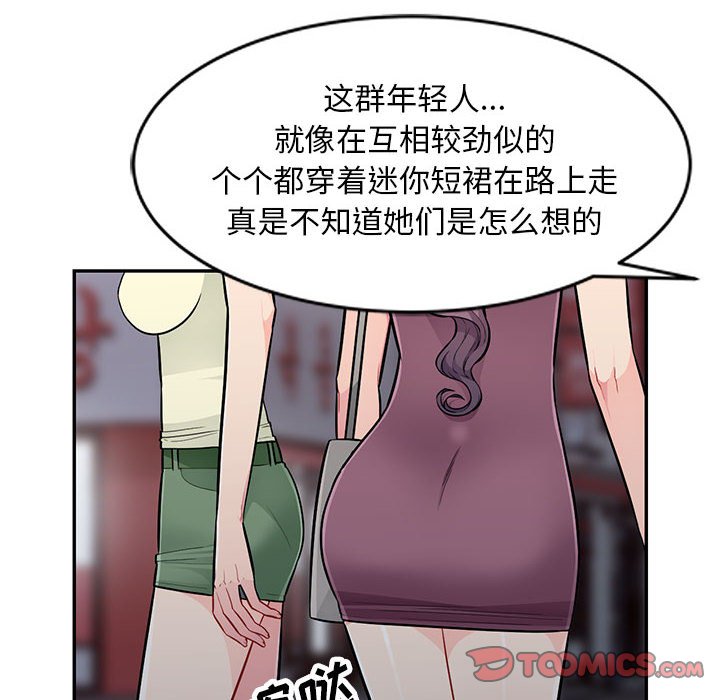 这群年轻人...
就像在互相较劲似的
个个都穿着迷你短裙在路上走
真是不知道她们是怎么想的
哒
TOOMICS.COM